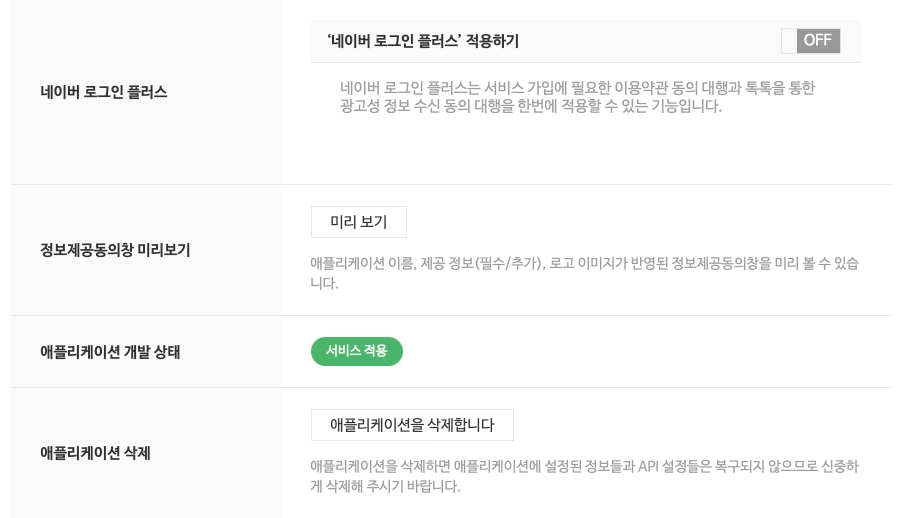 ‘네이버 로그인 플러스’ 적용하기
OFF
네이버 로그인 플러스
네이버 로그인 플러스는 서비스 가입에 필요한 이용약관 동의 대행과 톡톡을 통한
광고성 정보 수신 동의 대행을 한번에 적용할 수 있는 기능입니다.
미리 보기
정보제공동의창 미리보기
애플리케이션 이름, 제공 정보(필수/추가), 로고 이미지가 반영된 정보제공동의창을 미리 볼 수 있습
니다.
애플리케이션 개발 상태
서비스 적용
애플리케이션을 삭제합니다
애플리케이션 삭제
애플리케이션을 삭제하면 애플리케이션에 설정된 정보들과 API 설정들은 복구되지 않으므로 신중하
게 삭제해 주시기 바랍니다.